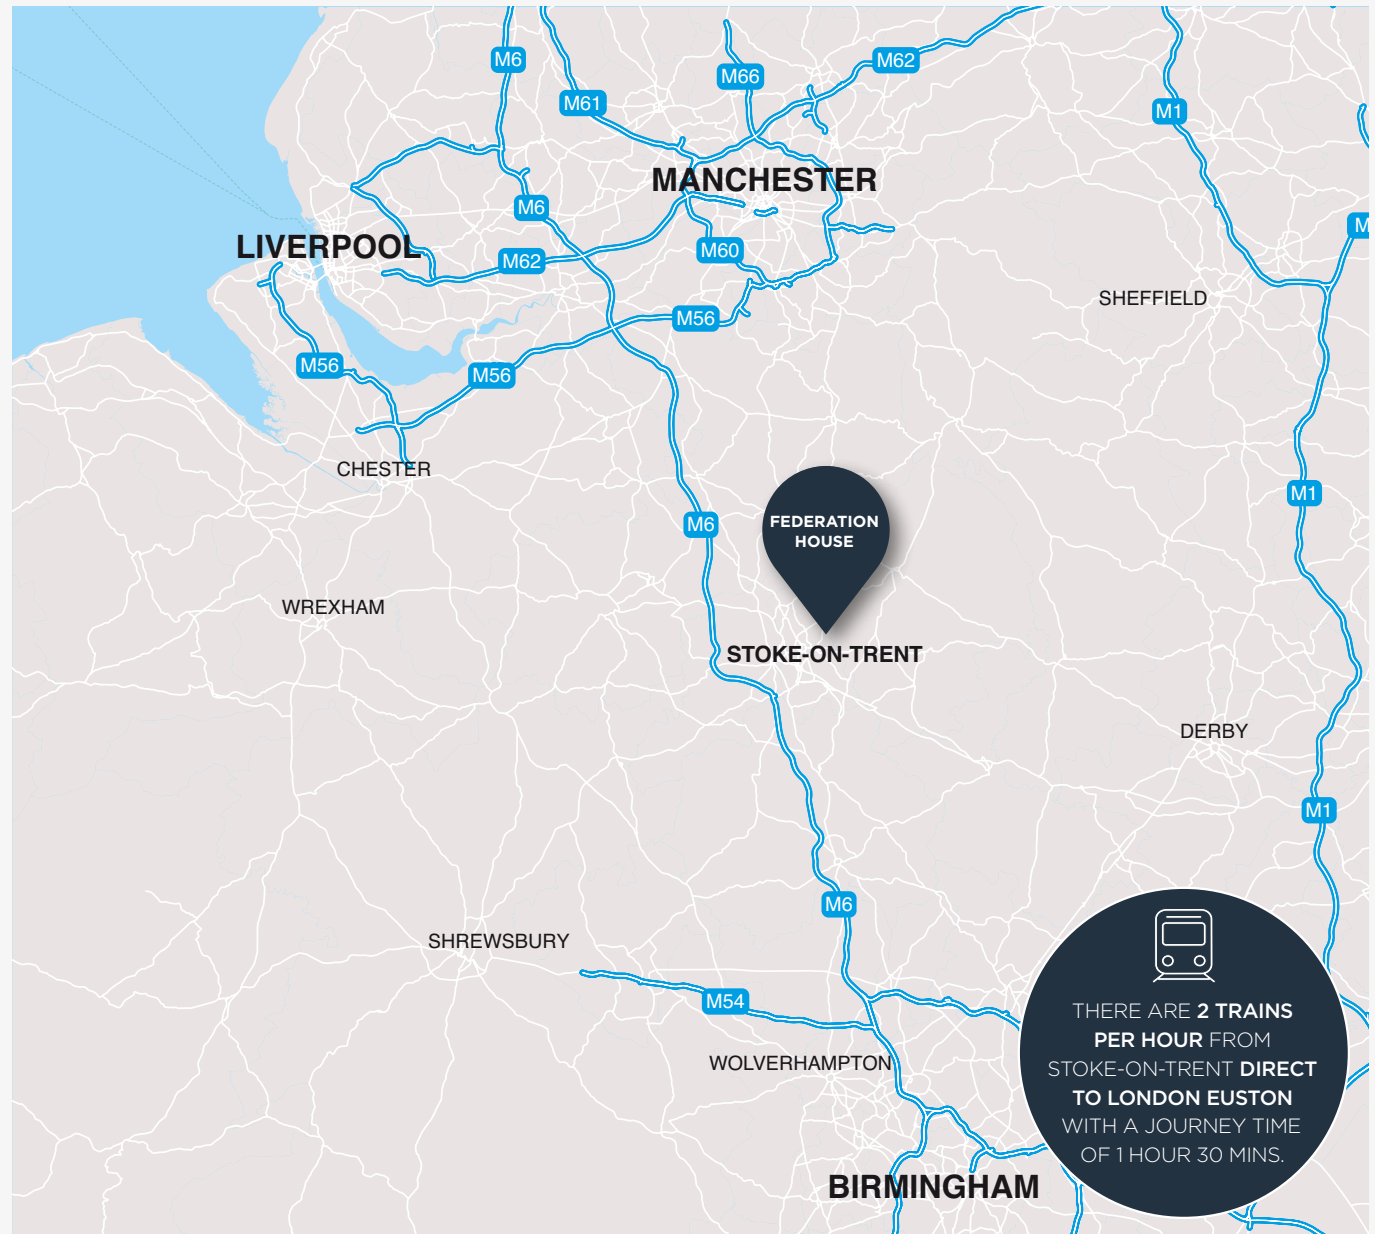 M6
M62
M66
M61
M1
MANCHESTER
M6
M
LIVERPOOL
M60
M62
SHEFFIELD
M56
M56
M56
CHESTER
M1
FEDERATION
HOUSE
M6
WREXHAM
STOKE-ON-TRENT
DERBY
M1
M6
SHREWSBURY
M54
WOLVERHAMPTON
BIRMINGHAM
THERE ARE 2 TRAINS
PER HOUR FROM
STOKE-ON-TRENT DIRECT
TO LONDON EUSTON
WITH A JOURNEY TIME
OF 1 HOUR 30 MINS.